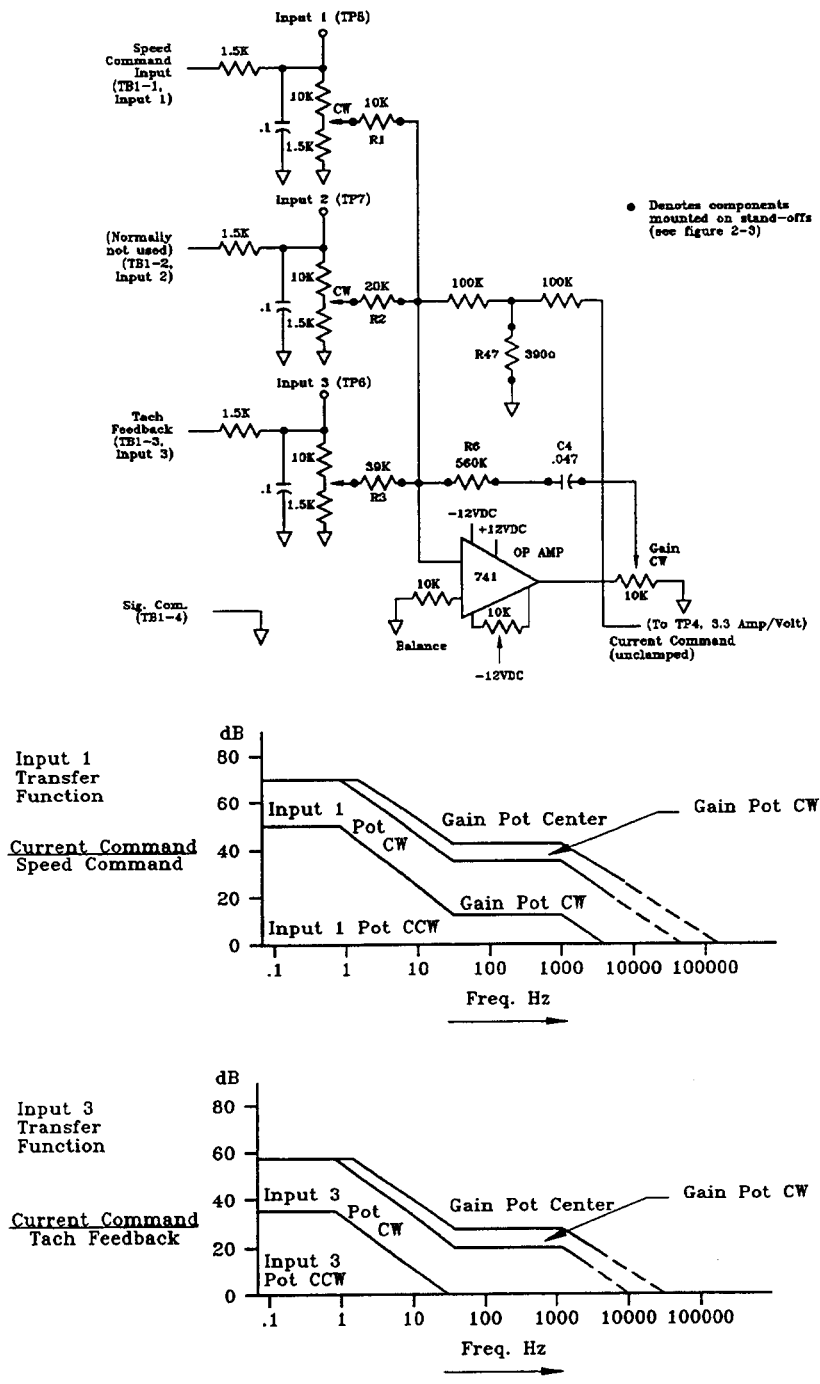 Input 1 (TP8)
Speed
Command
Input
(TB1-1,
Input 1)
1.5K
10K
CW
10K
.1
1.5K
R1
Input 2 (TP7)
(Normally
not used)
(TB1-2,
Input 2)
1.5K
10K
CW
20K
.1
1.5K
R2
100K
100K
R47
390Ω
● Denotes components
mounted on stand-offs
(see figure 2-3)
Input 3 (TP6)
Tach
Feedback
(TB1-3,
Input 3)
1.5K
10K
39K
.1
1.5K
R3
R6
560K
C4
.047
-12VDC
+12VDC
OP AMP
741
Gain
CW
10K
10K
10K
Sig. Com.
(TB1-4)
Balance
-12VDC
(To TP4, 3.3 Amp/Volt)
Current Command
(unclamped)
Input 1
Transfer
Function
Current Command
Speed Command
dB
80
60
40
20
0
Input 1
Pot
CW
Gain Pot Center
Gain Pot CW
Gain Pot CW
Input 1 Pot CCW
.1 1 10 100 1000 10000 100000
Freq. Hz
Input 3
Transfer
Function
Current Command
Tach Feedback
dB
80
60
40
20
0
Input 3
Pot
CW
Gain Pot Center
Gain Pot CW
Input 3
Pot CCW
.1 1 10 100 1000 10000 100000
Freq. Hz